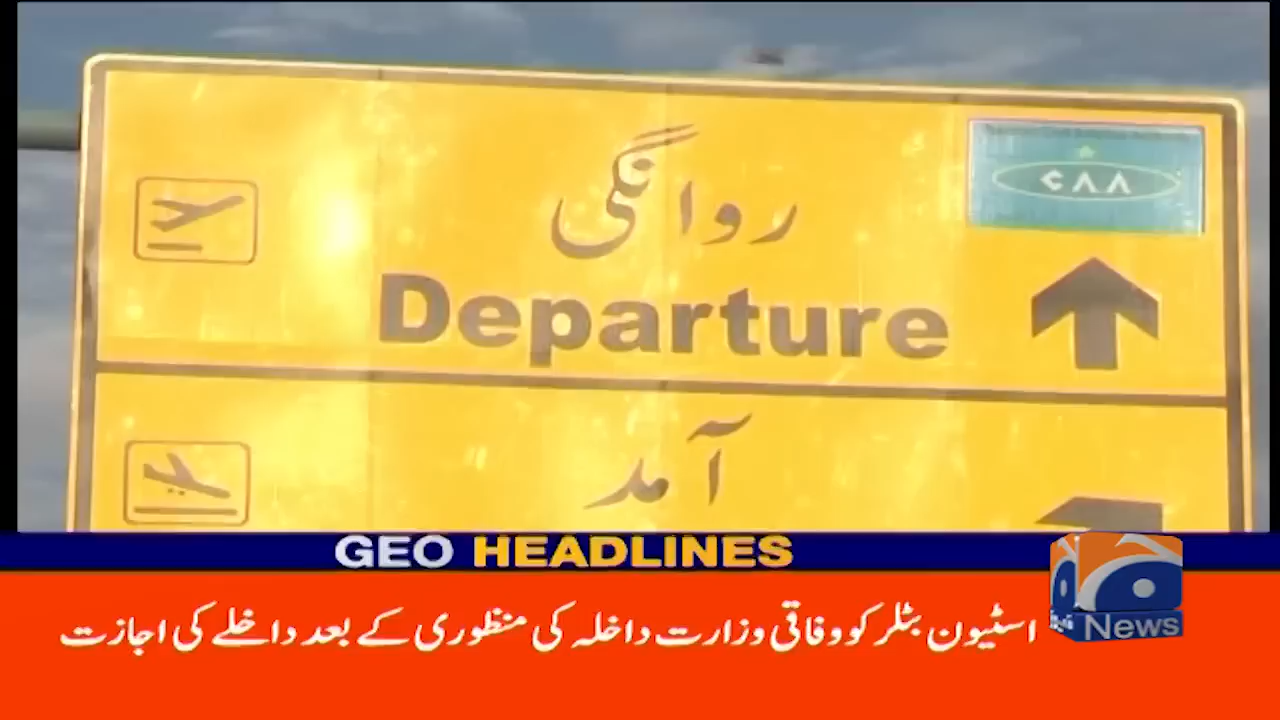 روانگی
CAA
Departure
آمد
GEO HEADLINES
اسٹیون بٹلر کو وفاقی وزارت داخلہ کی منظوری کے بعد داخلے کی اجازت
News